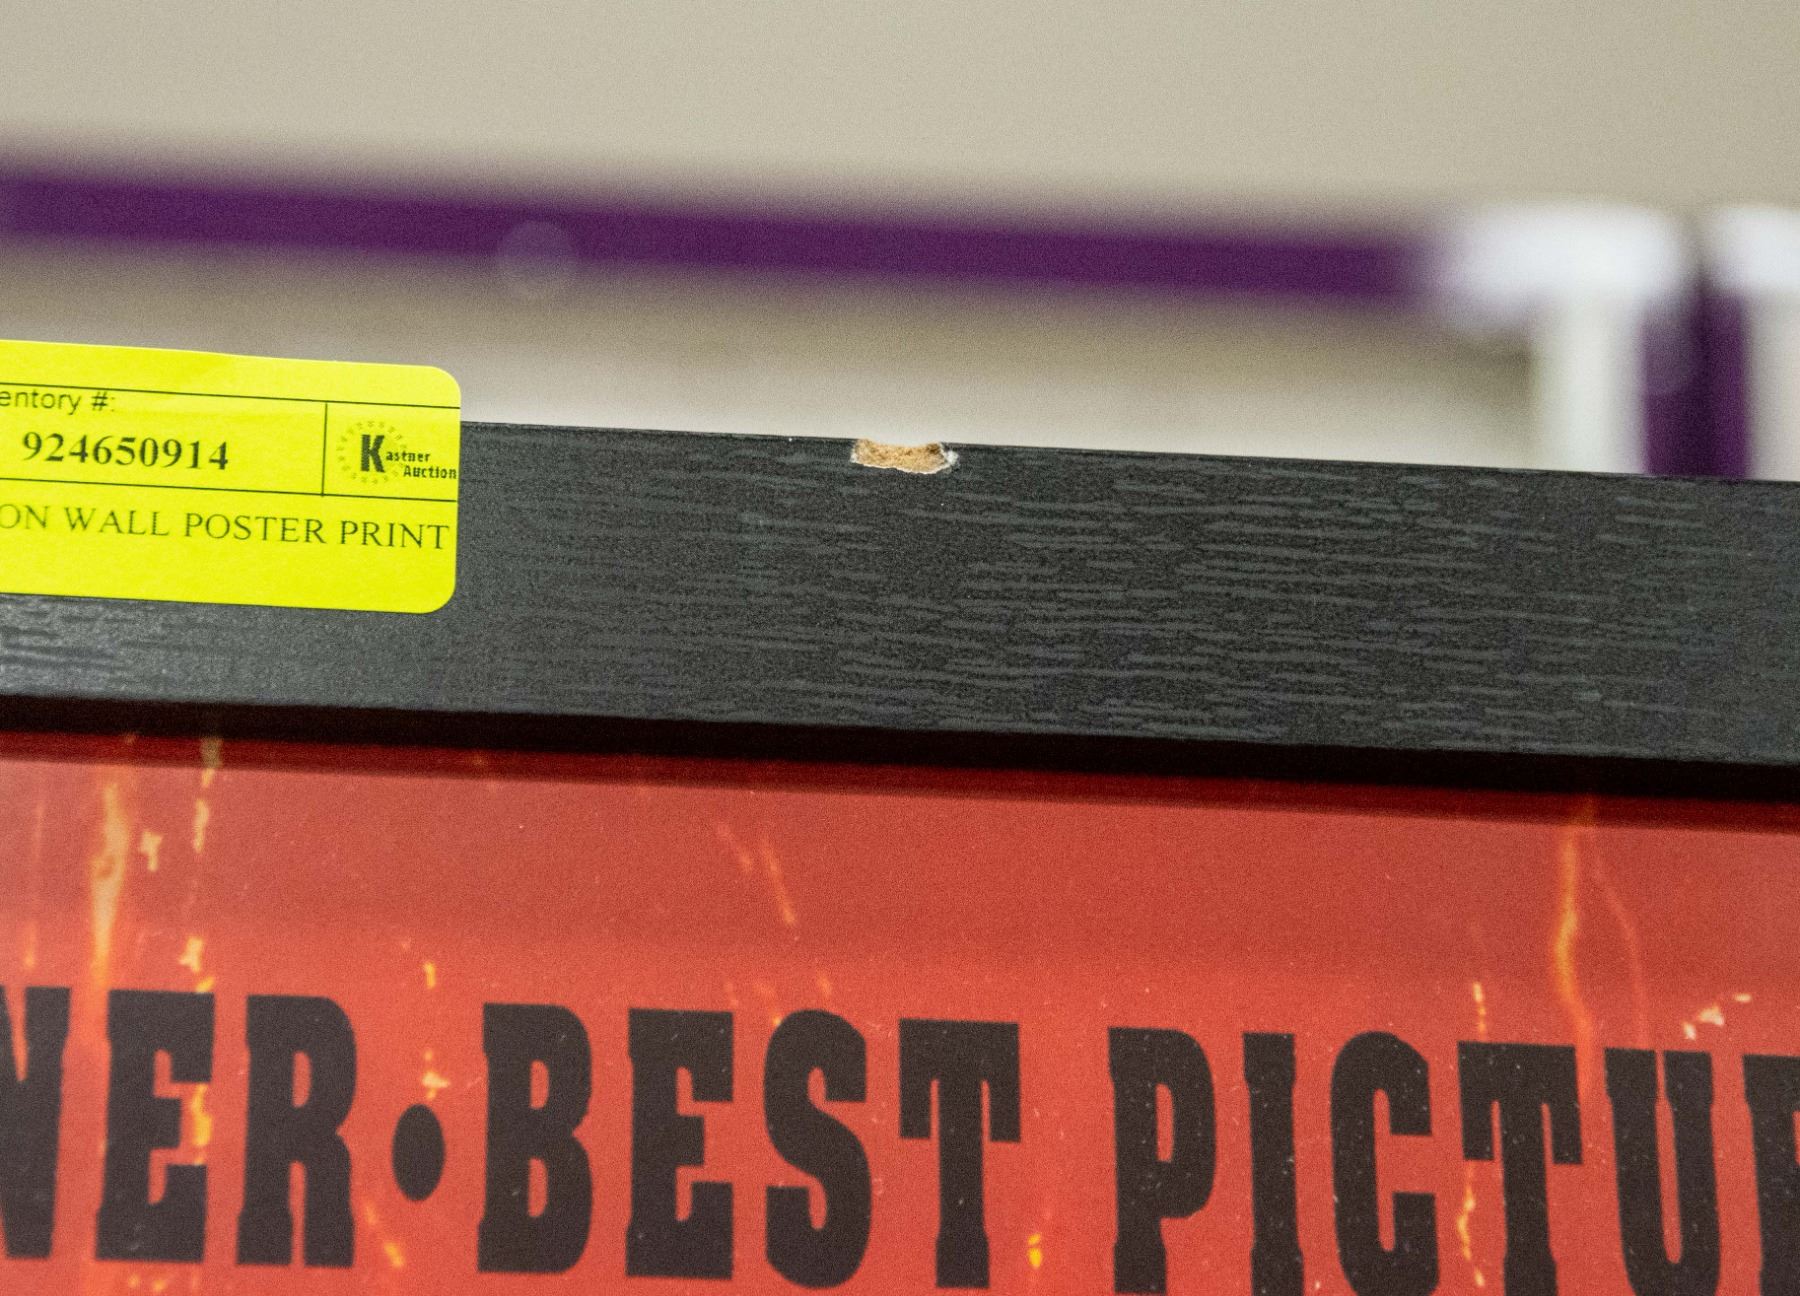 entory #:
924650914
Kastner
Auction
ON WALL POSTER PRINT
NER•BEST PICTU